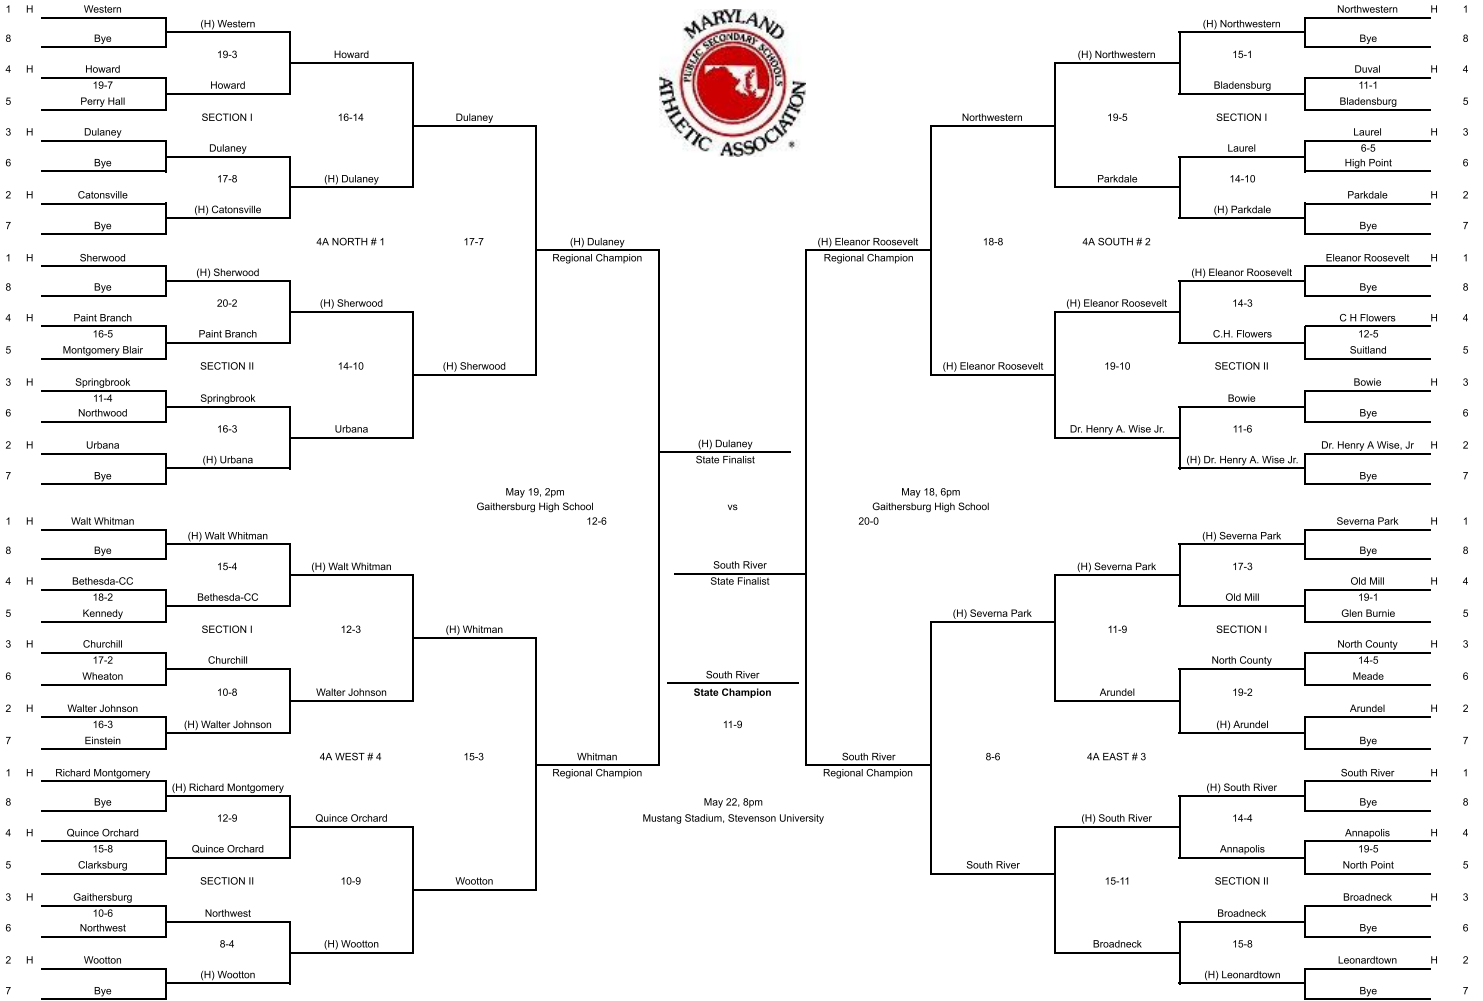 MARYLAND
PUBLIC SECONDARY SCHOOLS
ATHLETIC ASSOCIATION
®
1 H Western
(H) Western
8 Bye
19-3
Howard
4 H Howard
19-7
Howard
5 Perry Hall
SECTION I
16-14
Dulaney
3 H Dulaney
Dulaney
6 Bye
17-8
(H) Dulaney
2 H Catonsville
(H) Catonsville
7 Bye
4A NORTH # 1
17-7
(H) Dulaney
Regional Champion
1 H Sherwood
(H) Sherwood
8 Bye
20-2
(H) Sherwood
4 H Paint Branch
16-5
Paint Branch
5 Montgomery Blair
SECTION II
14-10
(H) Sherwood
3 H Springbrook
11-4
Springbrook
6 Northwood
16-3
Urbana
2 H Urbana
(H) Urbana
7 Bye
(H) Dulaney
State Finalist
May 19, 2pm
Gaithersburg High School
12-6
vs
1 H Walt Whitman
(H) Walt Whitman
8 Bye
15-4
(H) Walt Whitman
4 H Bethesda-CC
18-2
Bethesda-CC
5 Kennedy
SECTION I
12-3
(H) Whitman
3 H Churchill
17-2
Churchill
6 Wheaton
10-8
Walter Johnson
2 H Walter Johnson
16-3
(H) Walter Johnson
7 Einstein
4A WEST # 4
15-3
Whitman
Regional Champion
1 H Richard Montgomery
(H) Richard Montgomery
8 Bye
12-9
Quince Orchard
4 H Quince Orchard
15-8
Quince Orchard
5 Clarksburg
SECTION II
10-9
Wootton
3 H Gaithersburg
10-6
Northwest
6 Northwest
8-4
(H) Wootton
2 H Wootton
(H) Wootton
7 Bye
South River
State Finalist
South River
State Champion
11-9
May 22, 8pm
Mustang Stadium, Stevenson University
Northwestern H 1
(H) Northwestern
Bye 8
15-1
(H) Northwestern
Duval H 4
11-1
Bladensburg
Bladensburg 5
SECTION I
19-5
Northwestern
Laurel H 3
6-5
Laurel
High Point 6
14-10
Parkdale
Parkdale H 2
(H) Parkdale
Bye 7
4A SOUTH # 2
18-8
(H) Eleanor Roosevelt
Regional Champion
Eleanor Roosevelt H 1
(H) Eleanor Roosevelt
Bye 8
14-3
(H) Eleanor Roosevelt
C H Flowers H 4
12-5
C.H. Flowers
Suitland 5
SECTION II
19-10
(H) Eleanor Roosevelt
Bowie H 3
Bowie
Bye 6
11-6
Dr. Henry A. Wise Jr.
Dr. Henry A Wise, Jr H 2
(H) Dr. Henry A. Wise Jr.
Bye 7
May 18, 6pm
Gaithersburg High School
20-0
Severna Park H 1
(H) Severna Park
Bye 8
17-3
(H) Severna Park
Old Mill H 4
19-1
Old Mill
Glen Burnie 5
SECTION I
11-9
(H) Severna Park
North County H 3
14-5
North County
Meade 6
19-2
Arundel
Arundel H 2
(H) Arundel
Bye 7
4A EAST # 3
8-6
South River
Regional Champion
South River H 1
(H) South River
Bye 8
14-4
(H) South River
Annapolis H 4
19-5
Annapolis
North Point 5
SECTION II
15-11
South River
Broadneck H 3
Broadneck
Bye 6
15-8
Broadneck
Leonardtown H 2
(H) Leonardtown
Bye 7